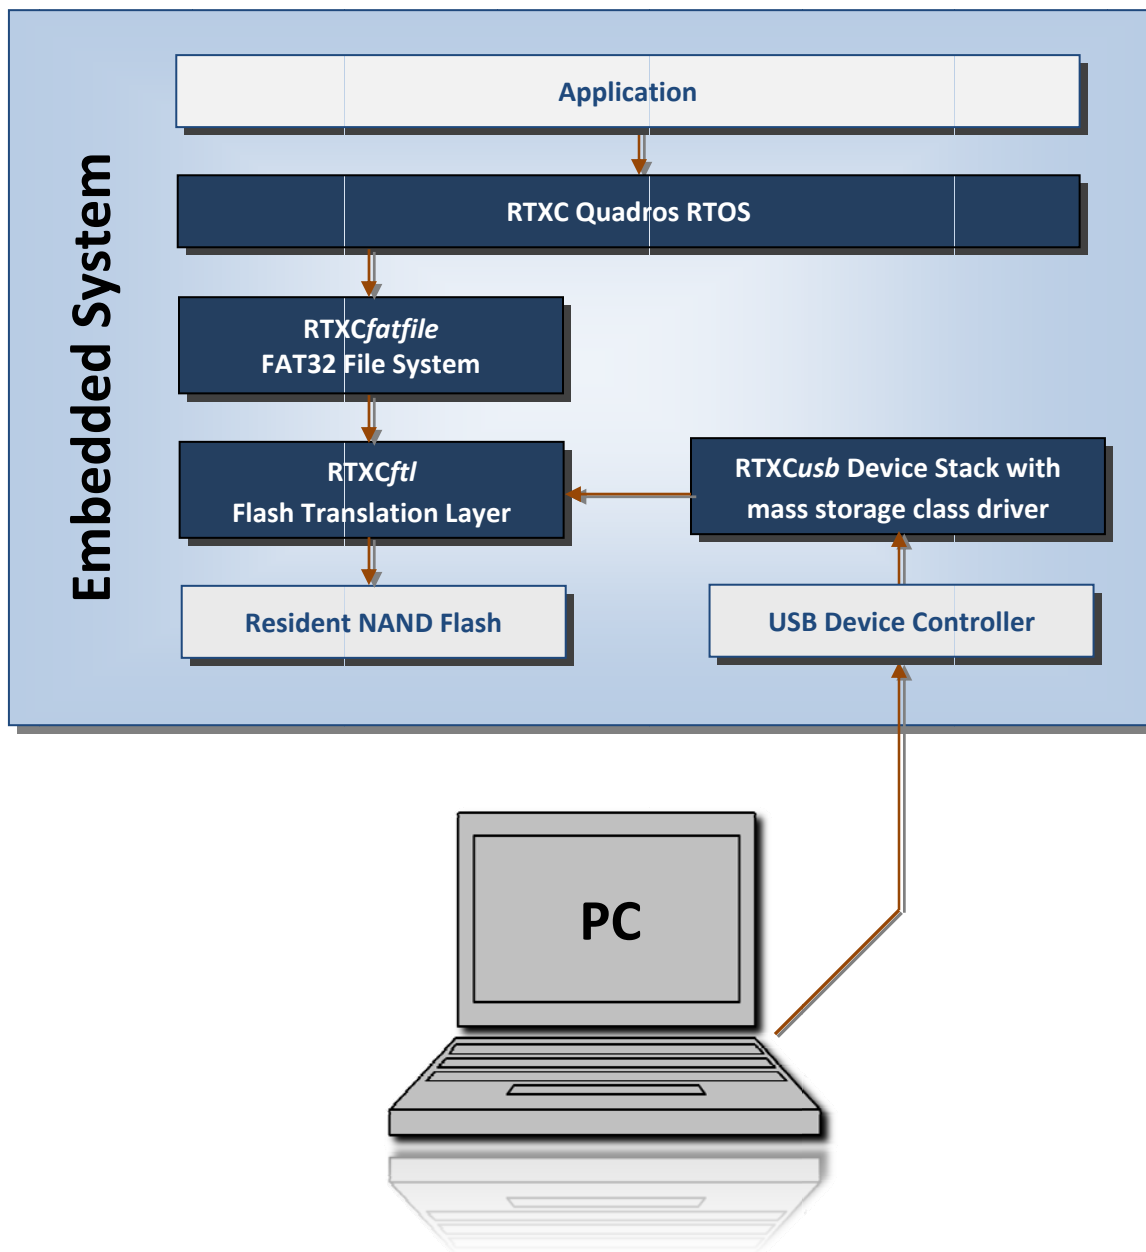 Embedded System
Application
RTXC Quadros RTOS
RTXCfatfile
FAT32 File System
RTXCftl
Flash Translation Layer
RTXCusb Device Stack with
mass storage class driver
Resident NAND Flash
USB Device Controller
PC